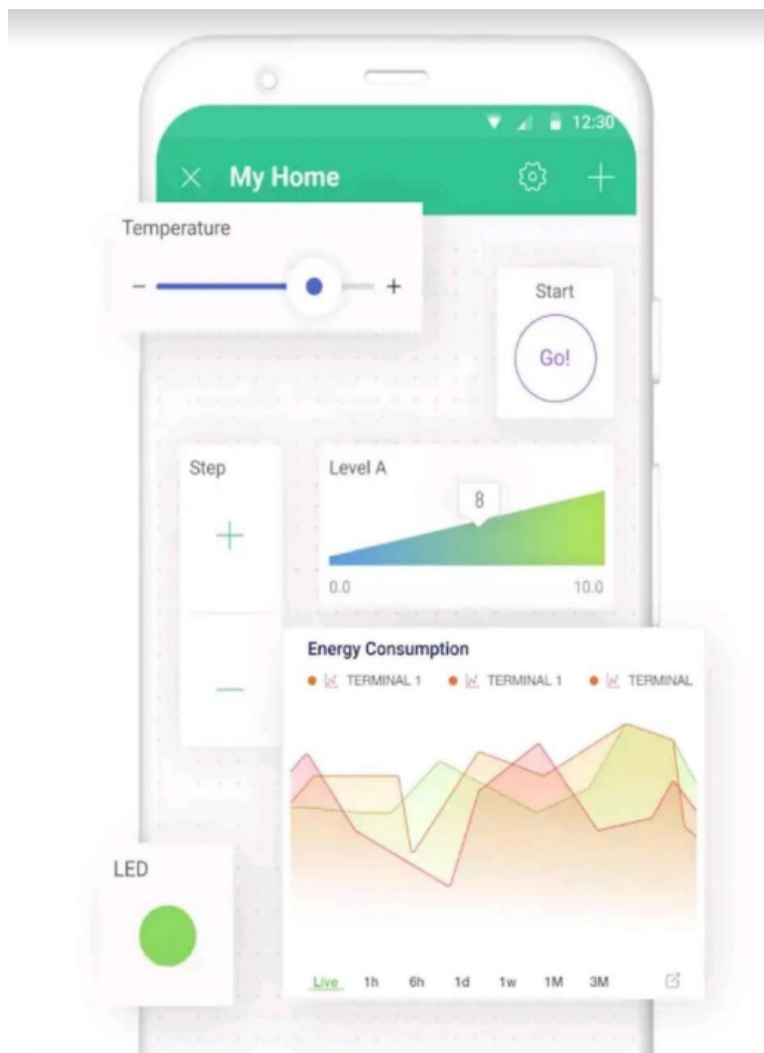 12:30
My Home
Temperature
- +
Start
Go!
Step
+
-
Level A
8
0.0 10.0
Energy Consumption
TERMINAL 1 TERMINAL 1 TERMINAL
LED
Live 1h 6h 1d 1w 1M 3M